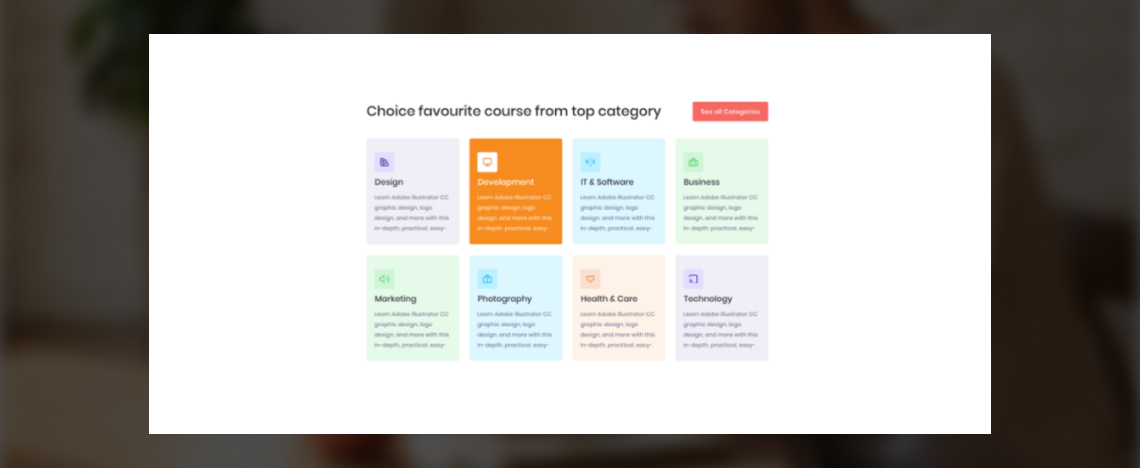 Choice favourite course from top category
See all Categories
Design
Learn Adobe Illustrator CC
graphic design, logo
design, and more with this
in-depth, practical, easy-
Development
Learn Adobe Illustrator CC
graphic design, logo
design, and more with this
in-depth, practical, easy-
IT & Software
Learn Adobe Illustrator CC
graphic design, logo
design, and more with this
in-depth, practical, easy-
Business
Learn Adobe Illustrator CC
graphic design, logo
design, and more with this
in-depth, practical, easy-
Marketing
Learn Adobe Illustrator CC
graphic design, logo
design, and more with this
in-depth, practical, easy-
Photography
Learn Adobe Illustrator CC
graphic design, logo
design, and more with this
in-depth, practical, easy-
Health & Care
Learn Adobe Illustrator CC
graphic design, logo
design, and more with this
in-depth, practical, easy-
Technology
Learn Adobe Illustrator CC
graphic design, logo
design, and more with this
in-depth, practical, easy-